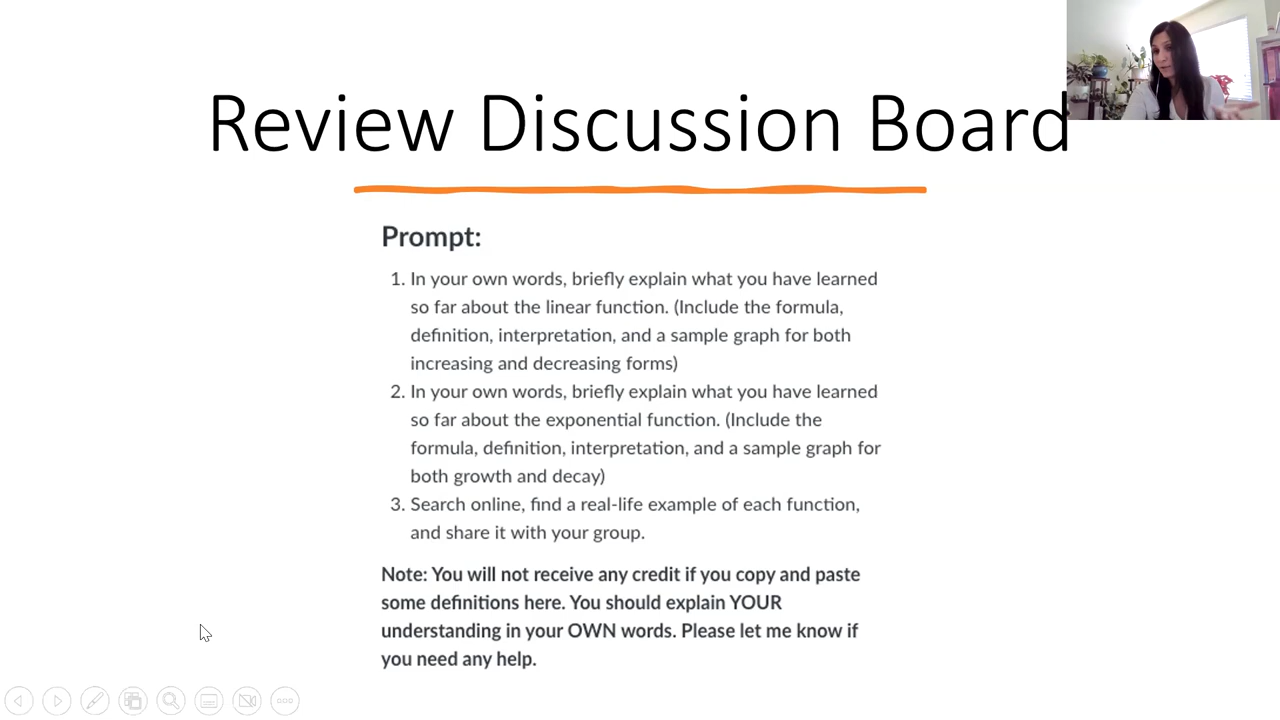 Review Discussion Board
Prompt:
1. In your own words, briefly explain what you have learned
so far about the linear function. (Include the formula,
definition, interpretation, and a sample graph for both
increasing and decreasing forms)
2. In your own words, briefly explain what you have learned
so far about the exponential function. (Include the
formula, definition, interpretation, and a sample graph for
both growth and decay)
3. Search online, find a real-life example of each function,
and share it with your group.
Note: You will not receive any credit if you copy and paste
some definitions here. You should explain YOUR
understanding in your OWN words. Please let me know if
you need any help.